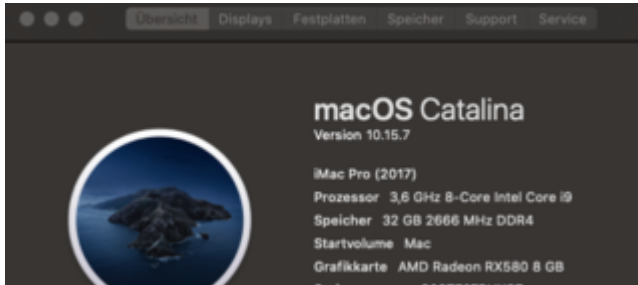 Übersicht Displays Festplatten Speicher Support Service
macOS Catalina
Version 10.15.7
iMac Pro (2017)
Prozessor 3,6 GHz 8-Core Intel Core i9
Speicher 32 GB 2666 MHz DDR4
Startvolume Mac
Grafikkarte AMD Radeon RX580 8 GB